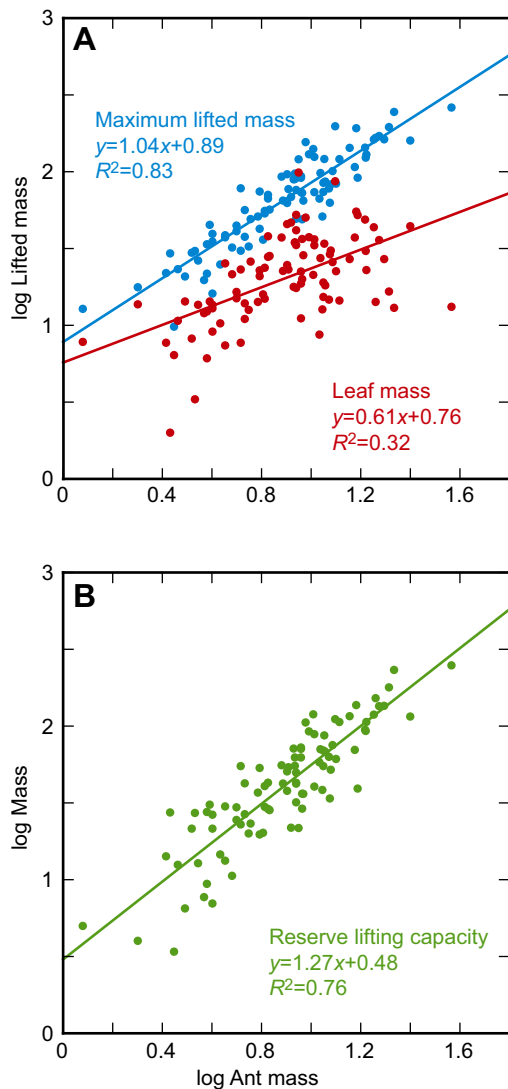 A
3
2
1
0
log Lifted mass
Maximum lifted mass
y=1.04x+0.89
R²=0.83
Leaf mass
y=0.61x+0.76
R²=0.32
0 0.4 0.8 1.2 1.6
B
3
2
1
0
log Mass
Reserve lifting capacity
y=1.27x+0.48
R²=0.76
0 0.4 0.8 1.2 1.6
log Ant mass